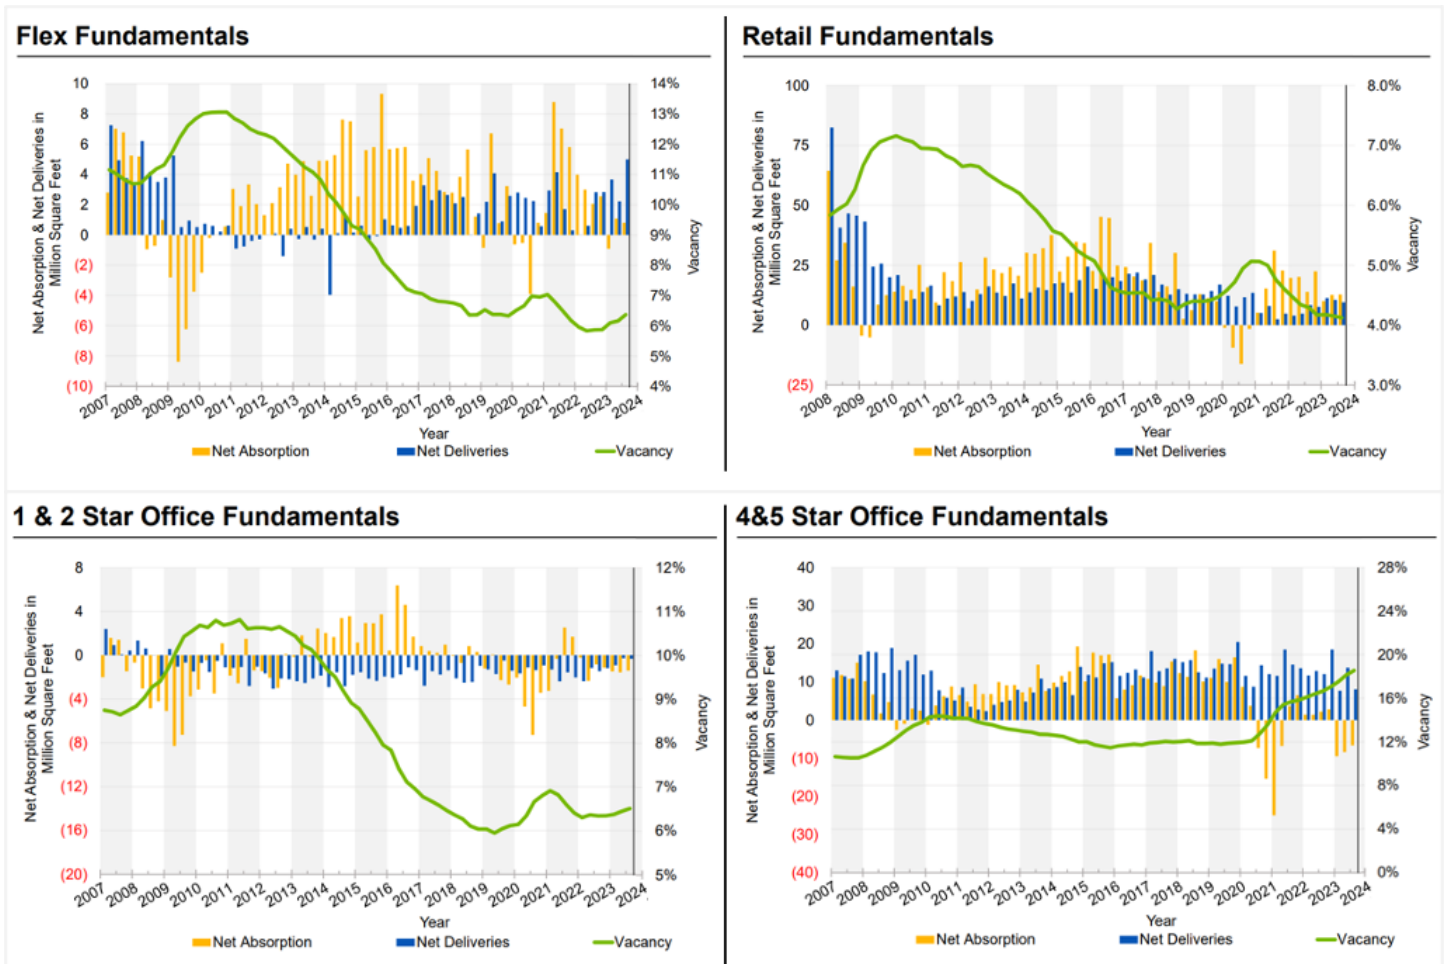 Flex Fundamentals
Net Absorption & Net Deliveries in
Million Square Feet
10
8
6
4
2
0
(2)
(4)
(6)
(8)
(10)
14%
13%
12%
11%
10%
9%
8%
7%
6%
5%
4%
Vacancy
2007 2008 2009 2010 2011 2012 2013 2014 2015 2016 2017 2018 2019 2020 2021 2022 2023 2024
Year
Net Absorption Net Deliveries Vacancy
Retail Fundamentals
Net Absorption & Net Deliveries in
Million Square Feet
100
75
50
25
0
(25)
8.0%
7.0%
6.0%
5.0%
4.0%
3.0%
Vacancy
2008 2009 2010 2011 2012 2013 2014 2015 2016 2017 2018 2019 2020 2021 2022 2023 2024
Year
Net Absorption Net Deliveries Vacancy
1 & 2 Star Office Fundamentals
Net Absorption & Net Deliveries in
Million Square Feet
8
4
0
(4)
(8)
(12)
(16)
(20)
12%
11%
10%
9%
8%
7%
6%
5%
Vacancy
2007 2008 2009 2010 2011 2012 2013 2014 2015 2016 2017 2018 2019 2020 2021 2022 2023 2024
Year
Net Absorption Net Deliveries Vacancy
4&5 Star Office Fundamentals
Net Absorption & Net Deliveries in
Million Square Feet
40
30
20
10
0
(10)
(20)
(30)
(40)
28%
24%
20%
16%
12%
8%
4%
0%
Vacancy
2007 2008 2009 2010 2011 2012 2013 2014 2015 2016 2017 2018 2019 2020 2021 2022 2023 2024
Year
Net Absorption Net Deliveries Vacancy